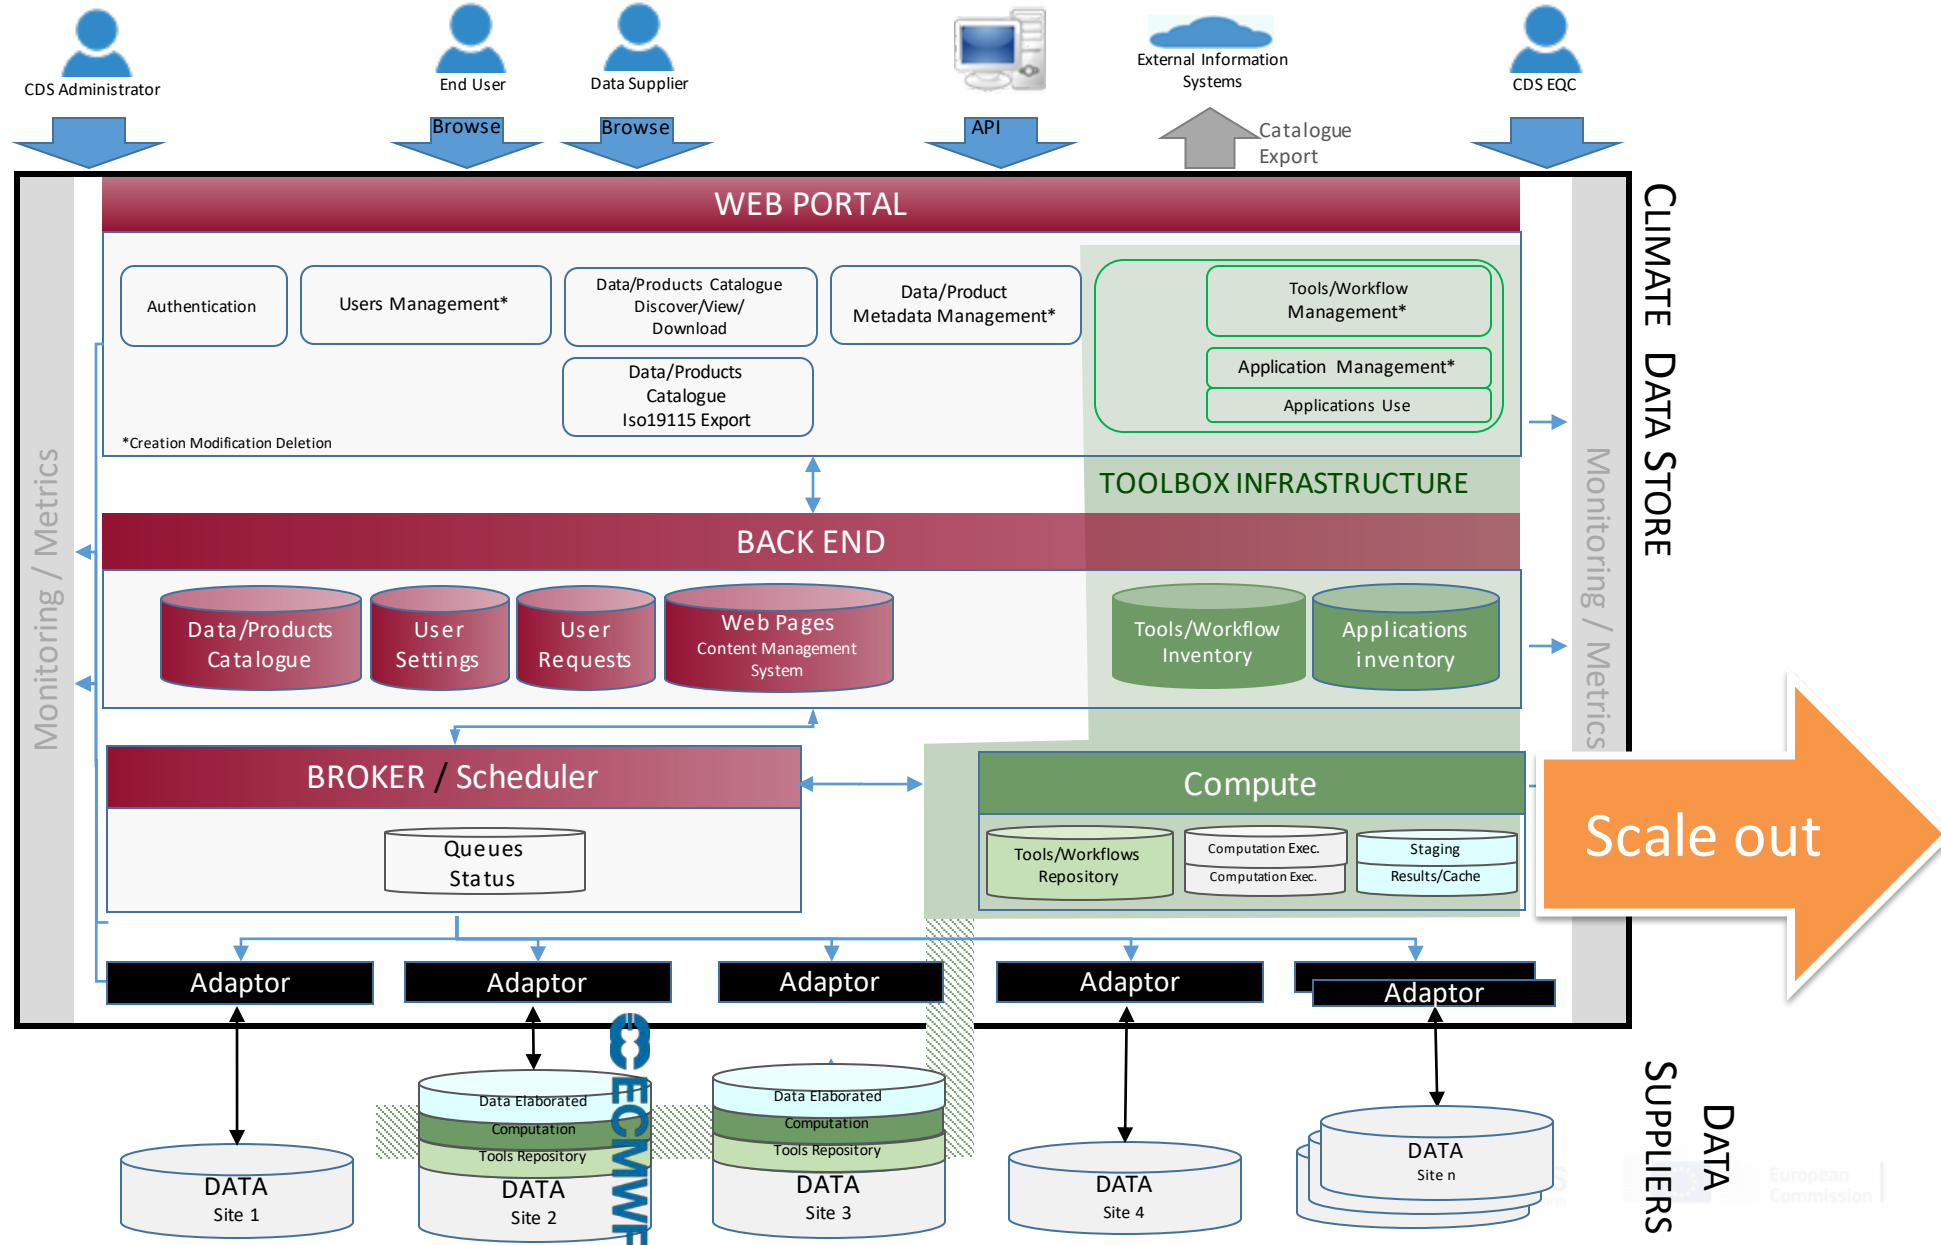 CDS Administrator
End User
Data Supplier
External Information
Systems
CDS EQC
Browse
Browse
API
Catalogue
Export
WEB PORTAL
Authentication
Users Management*
Data/Products Catalogue
Discover/View/
Download
Data/Product
Metadata Management*
Tools/Workflow
Management*
Data/Products
Catalogue
Iso19115 Export
Application Management*
Applications Use
*Creation Modification Deletion
TOOLBOX INFRASTRUCTURE
Monitoring / Metrics
Monitoring / Metrics
CLIMATE DATA STORE
BACK END
Data/Products
Catalogue
User
Settings
User
Requests
Web Pages
Content Management
System
Tools/Workflow
Inventory
Applications
inventory
BROKER / Scheduler
Queues
Status
Compute
Tools/Workflows
Repository
Computation Exec.
Computation Exec.
Staging
Results/Cache
Scale out
Adaptor
Adaptor
Adaptor
Adaptor
Adaptor
DATA
Site 1
Data Elaborated
Computation
Tools Repository
DATA
Site 2
ECMWF
Data Elaborated
Computation
Tools Repository
DATA
Site 3
DATA
Site 4
DATA
Site n
DATA
SUPPLIERS
European
Commission